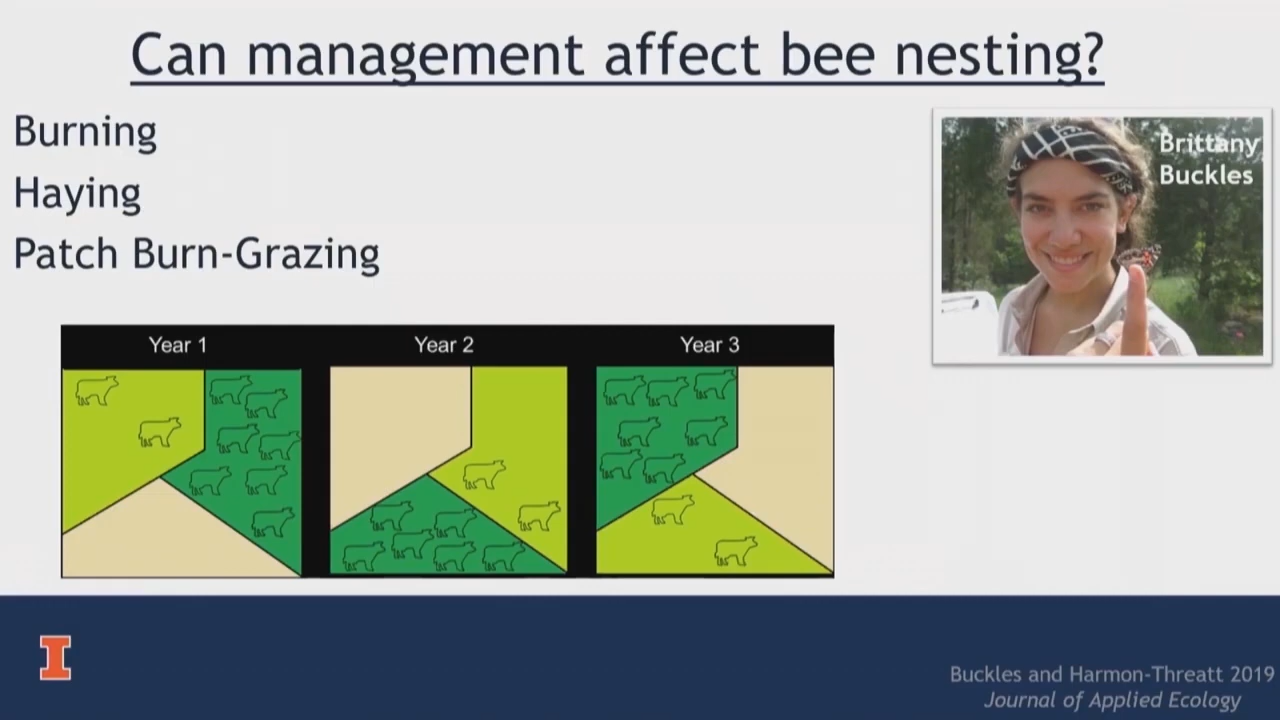 Can management affect bee nesting?
Burning
Haying
Patch Burn-Grazing
Brittany
Buckles
Year 1
Year 2
Year 3
I
Buckles and Harmon-Threatt 2019
Journal of Applied Ecology